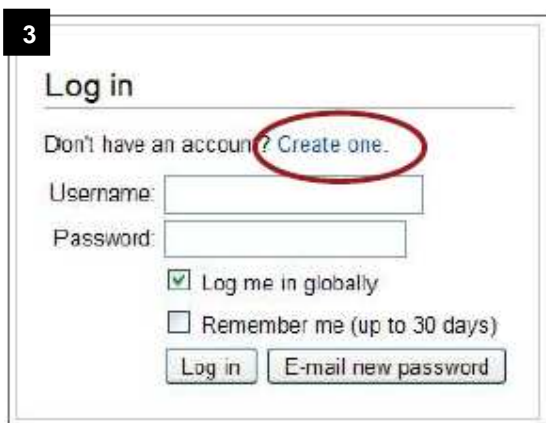 3
Log in
Don't have an account? Create one.
Username:
Password:
Log me in globally
Remember me (up to 30 days)
Log in E-mail new password